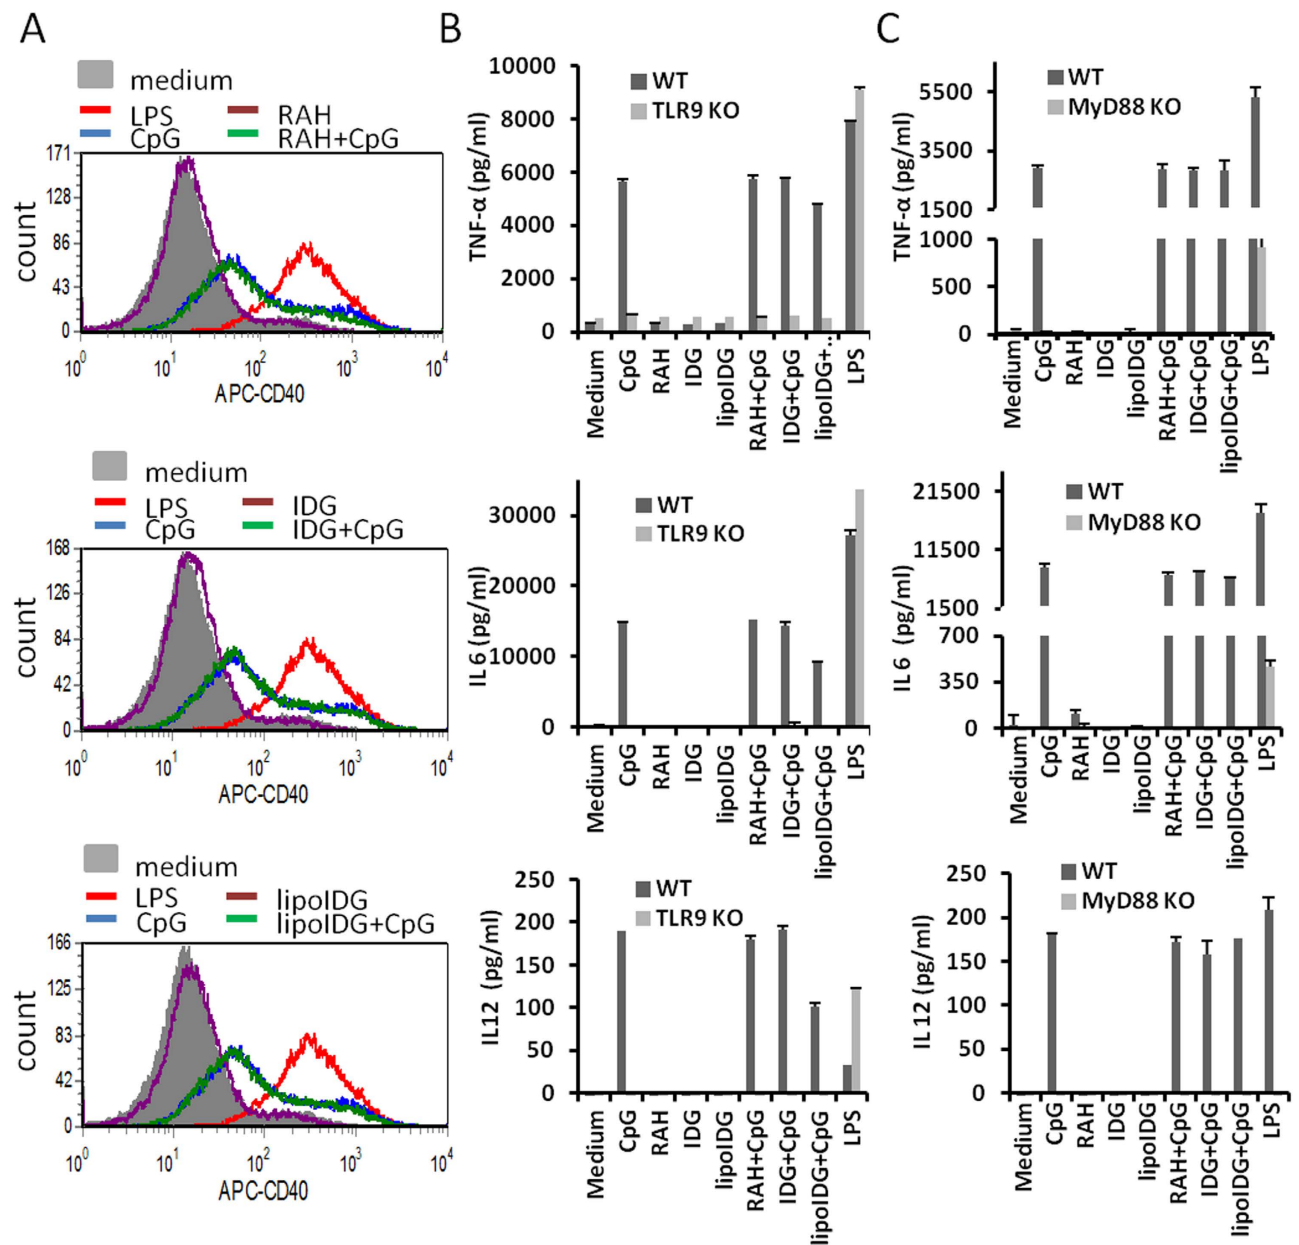 A
medium
LPS RAH
CpG RAH+CpG
171
128
86
43
0
count
10^0 10^1 10^2 10^3 10^4
APC-CD40
medium
LPS IDG
CpG IDG+CpG
168
126
84
42
0
count
10^0 10^1 10^2 10^3 10^4
APC-CD40
medium
LPS lipoIDG
CpG lipoIDG+CpG
166
125
83
42
0
count
10^0 10^1 10^2 10^3 10^4
APC-CD40
B
WT
TLR9 KO
TNF-α (pg/ml)
10000
8000
6000
4000
2000
0
Medium
CpG
RAH
IDG
lipoIDG
RAH+CpG
IDG+CpG
lipoIDG+..
LPS
WT
TLR9 KO
IL6 (pg/ml)
30000
20000
10000
0
Medium
CpG
RAH
IDG
lipoIDG
RAH+CpG
IDG+CpG
lipoIDG+CpG
LPS
WT
TLR9 KO
IL12 (pg/ml)
250
200
150
100
50
0
Medium
CpG
RAH
IDG
lipoIDG
RAH+CpG
IDG+CpG
lipoIDG+CpG
LPS
C
WT
MyD88 KO
TNF-α (pg/ml)
5500
3500
1500
1000
500
0
Medium
CpG
RAH
IDG
lipoIDG
RAH+CpG
IDG+CpG
lipoIDG+CpG
LPS
WT
MyD88 KO
IL6 (pg/ml)
21500
11500
1500
700
350
0
Medium
CpG
RAH
IDG
lipoIDG
RAH+CpG
IDG+CpG
lipoIDG+CpG
LPS
WT
MyD88 KO
IL 12 (pg/ml)
250
200
150
100
50
0
Medium
CpG
RAH
IDG
lipoIDG
RAH+CpG
IDG+CpG
lipoIDG+CpG
LPS